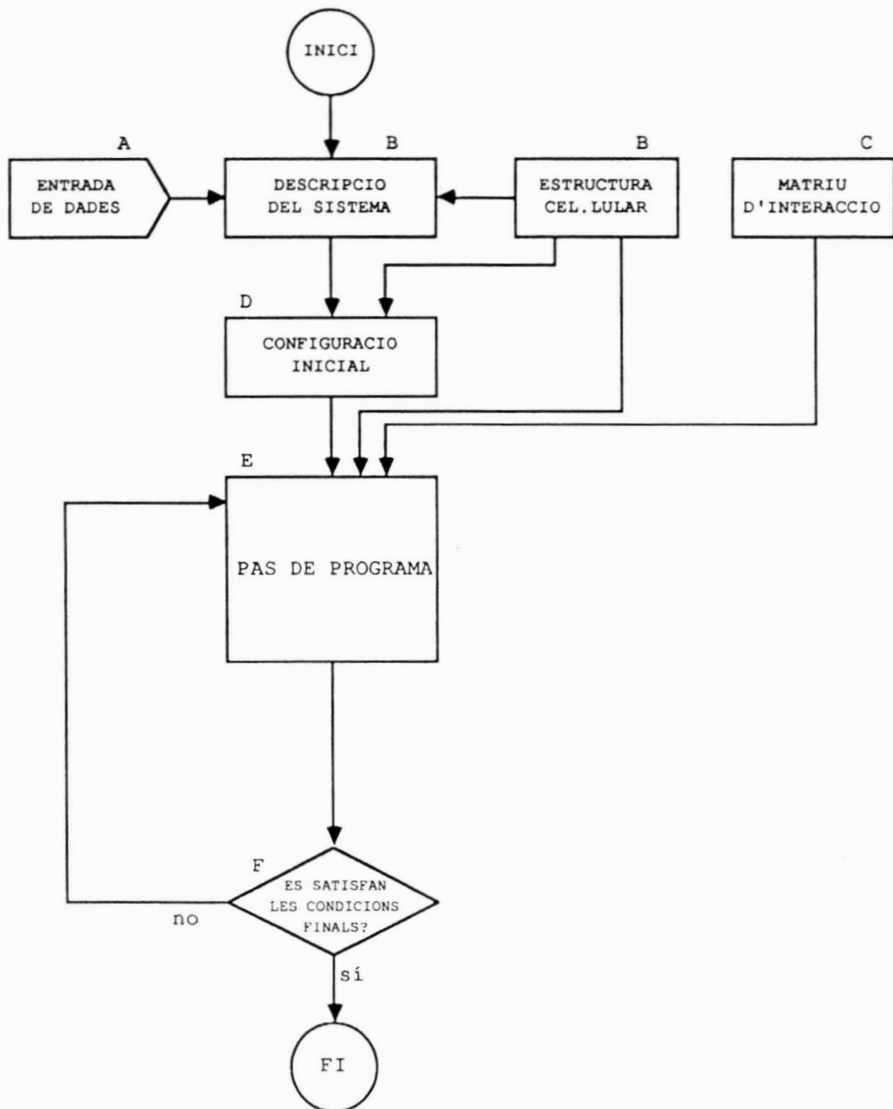 INICI
A
B
B
C
ENTRADA
DE DADES
DESCRIPCIO
DEL SISTEMA
ESTRUCTURA
CEL.LULAR
MATRIU
D'INTERACCIO
D
CONFIGURACIO
INICIAL
E
PAS DE PROGRAMA
F
ES SATISFAN
LES CONDICIONS
FINALS?
no
sí
FI